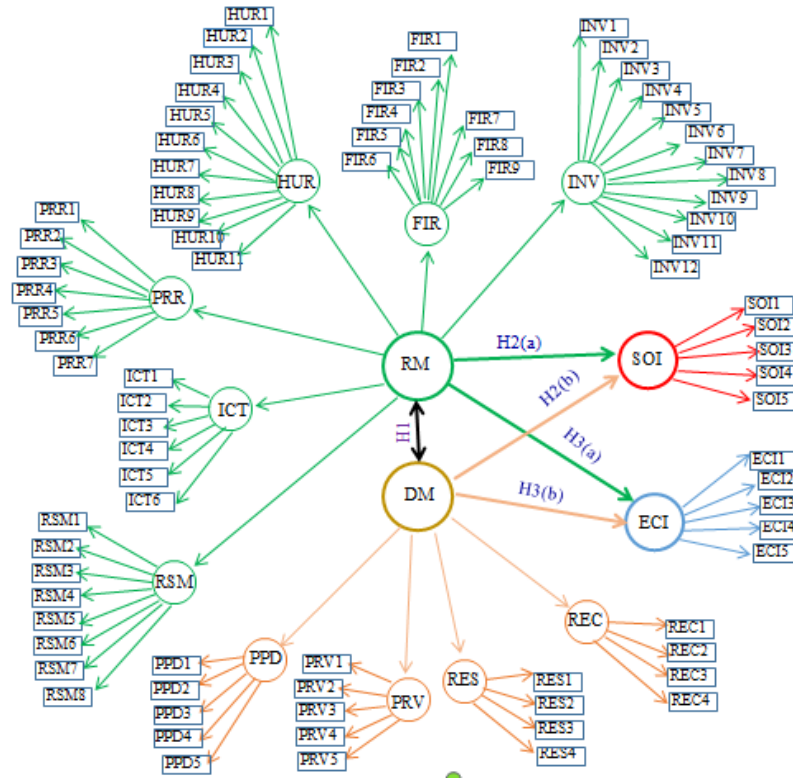 HUR1
HUR2
HUR3
HUR4
HUR5
HUR6
HUR7
HUR8
HUR9
HUR10
HUR11
HUR
FIR1
FIR2
FIR3
FIR4
FIR5
FIR6
FIR7
FIR8
FIR9
FIR
INV1
INV2
INV3
INV4
INV5
INV6
INV7
INV8
INV9
INV10
INV11
INV12
INV
PRR1
PRR2
PRR3
PRR4
PRR5
PRR6
PRR7
PRR
ICT1
ICT2
ICT3
ICT4
ICT5
ICT6
ICT
RM
H2(a)
H2(b)
H1
H3(a)
H3(b)
DM
SOI
SOI1
SOI2
SOI3
SOI4
SOI5
ECI
ECI1
ECI2
ECI3
ECI4
ECI5
RSM1
RSM2
RSM3
RSM4
RSM5
RSM6
RSM7
RSM8
RSM
PPD
PPD1
PPD2
PPD3
PPD4
PPD5
PRV1
PRV2
PRV3
PRV4
PRV5
PRV
RES
RES1
RES2
RES3
RES4
REC
REC1
REC2
REC3
REC4